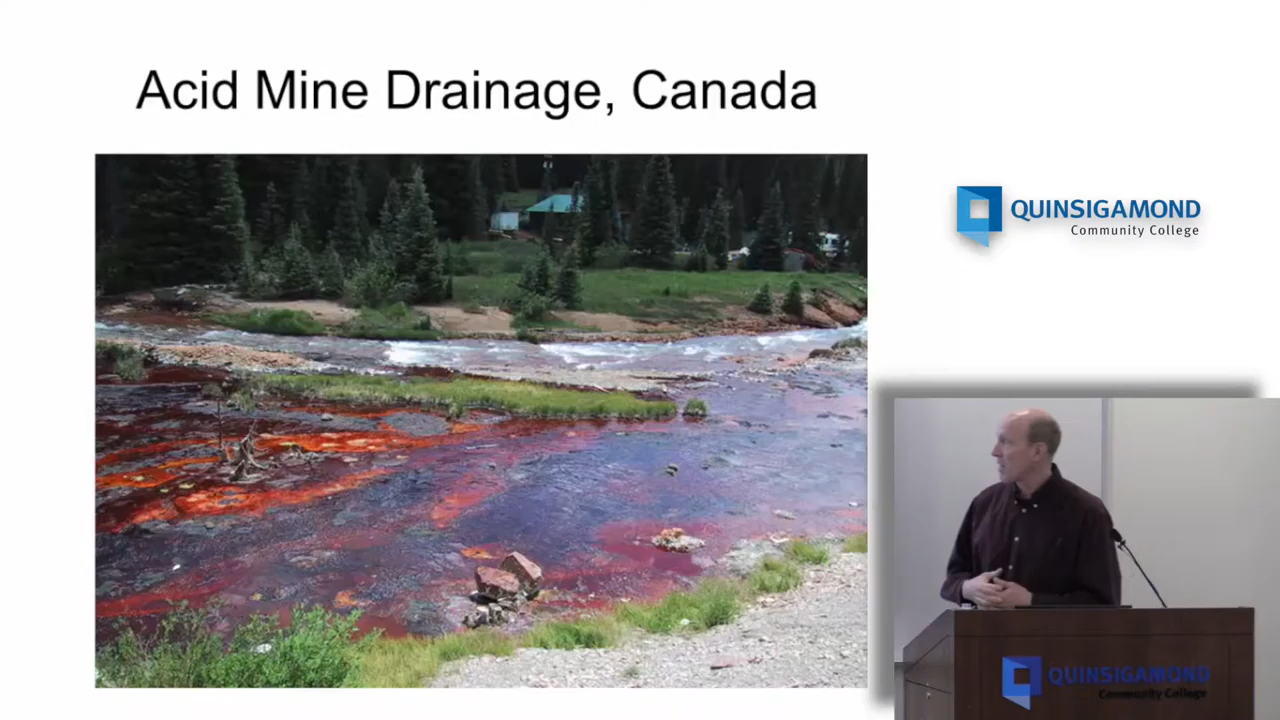 Acid Mine Drainage, Canada
QUINSIGAMOND
Community College
QUINSIGAMOND
Community College